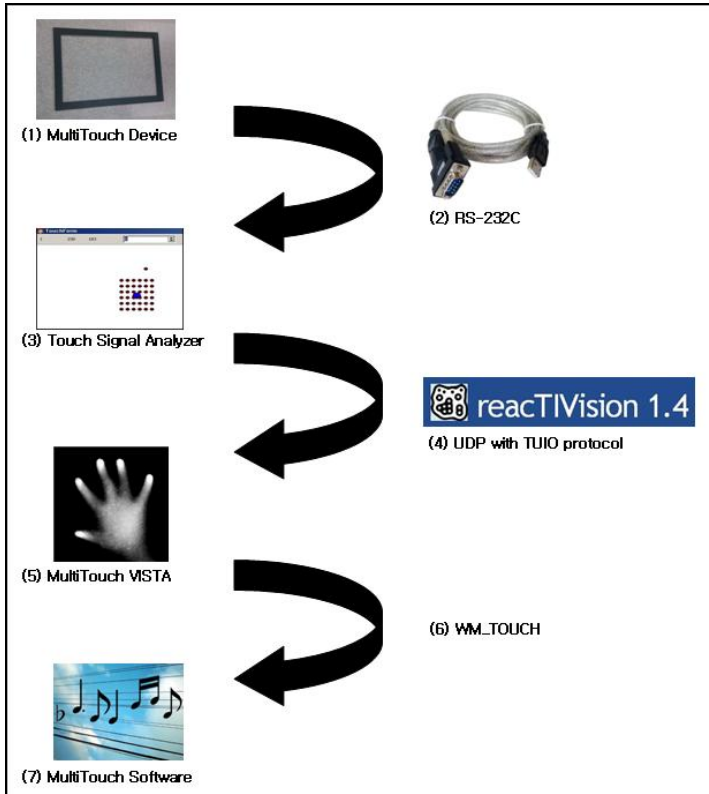 (1) MultiTouch Device
(2) RS-232C
(3) Touch Signal Analyzer
reacTIVision 1.4
(4) UDP with TUIO protocol
(5) MultiTouch VISTA
(6) WM_TOUCH
(7) MultiTouch Software